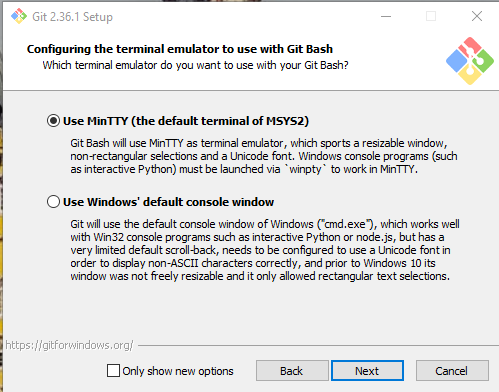 Git 2.36.1 Setup
Configuring the terminal emulator to use with Git Bash
Which terminal emulator do you want to use with your Git Bash?
Use MinTTY (the default terminal of MSYS2)
Git Bash will use MinTTY as terminal emulator, which sports a resizable window,
non-rectangular selections and a Unicode font. Windows console programs (such
as interactive Python) must be launched via `winpty` to work in MinTTY.
Use Windows' default console window
Git will use the default console window of Windows ("cmd.exe"), which works well
with Win32 console programs such as interactive Python or node.js, but has a
very limited default scroll-back, needs to be configured to use a Unicode font in
order to display non-ASCII characters correctly, and prior to Windows 10 its
window was not freely resizable and it only allowed rectangular text selections.
https://gitforwindows.org/
Only show new options
Back
Next
Cancel